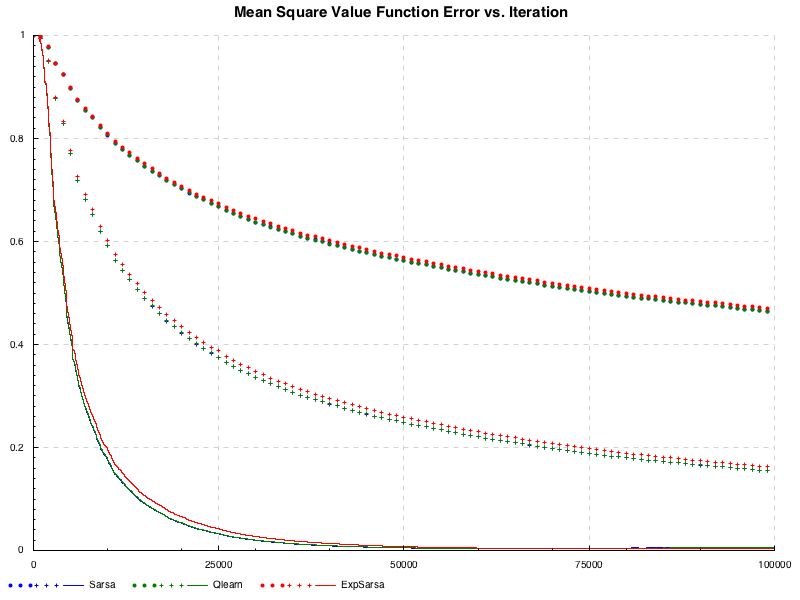 Mean Square Value Function Error vs. Iteration
1
0.8
0.6
0.4
0.2
0
0 25000 50000 75000 100000
Sarsa Qlearn ExpSarsa